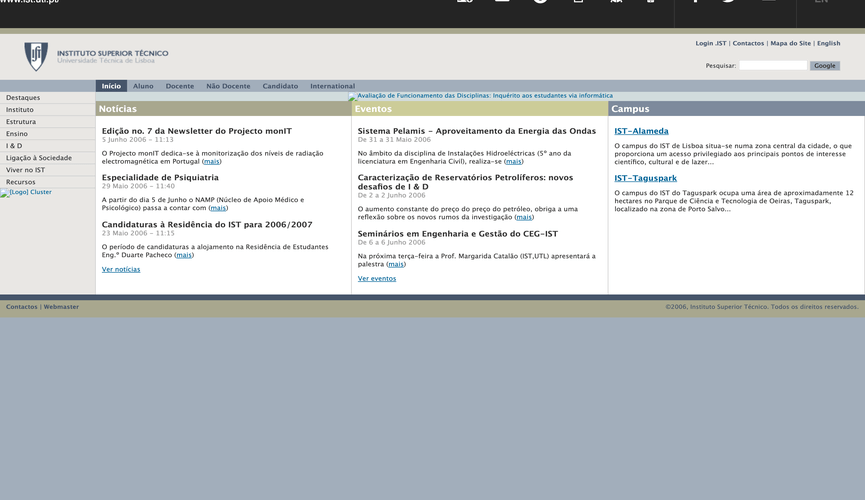 www.ist.utl.pt/
EN
INSTITUTO SUPERIOR TÉCNICO
Universidade Técnica de Lisboa
Login .IST | Contactos | Mapa do Site | English
Pesquisar:
Google
Início Aluno Docente Não Docente Candidato International
Destaques
Instituto
Estrutura
Ensino
I & D
Ligação à Sociedade
Viver no IST
Recursos
[Logo] Cluster
Avaliação de Funcionamento das Disciplinas: Inquérito aos estudantes via informática
Notícias
Edição no. 7 da Newsletter do Projecto monIT
5 Junho 2006 - 11:13
O Projecto monIT dedica-se à monitorização dos níveis de radiação
electromagnética em Portugal (mais)
Especialidade de Psiquiatria
29 Maio 2006 - 11:40
A partir do dia 5 de Junho o NAMP (Núcleo de Apoio Médico e
Psicológico) passa a contar com (mais)
Candidaturas à Residência do IST para 2006/2007
23 Maio 2006 - 11:15
O período de candidaturas a alojamento na Residência de Estudantes
Eng.º Duarte Pacheco (mais)
Ver notícias
Eventos
Sistema Pelamis - Aproveitamento da Energia das Ondas
De 31 a 31 Maio 2006
No âmbito da disciplina de Instalações Hidroeléctricas (5º ano da
licenciatura em Engenharia Civil), realiza-se (mais)
Caracterização de Reservatórios Petrolíferos: novos
desafios de I & D
De 2 a 2 Junho 2006
O aumento constante do preço do preço do petróleo, obriga a uma
reflexão sobre os novos rumos da investigação (mais)
Seminários em Engenharia e Gestão do CEG-IST
De 6 a 6 Junho 2006
Na próxima terça-feira a Prof. Margarida Catalão (IST,UTL) apresentará a
palestra (mais)
Ver eventos
Campus
IST-Alameda
O campus do IST de Lisboa situa-se numa zona central da cidade, o que
proporciona um acesso privilegiado aos principais pontos de interesse
científico, cultural e de lazer...
IST-Taguspark
O campus do IST do Taguspark ocupa uma área de aproximadamente 12
hectares no Parque de Ciência e Tecnologia de Oeiras, Taguspark,
localizado na zona de Porto Salvo...
Contactos | Webmaster
©2006, Instituto Superior Técnico. Todos os direitos reservados.